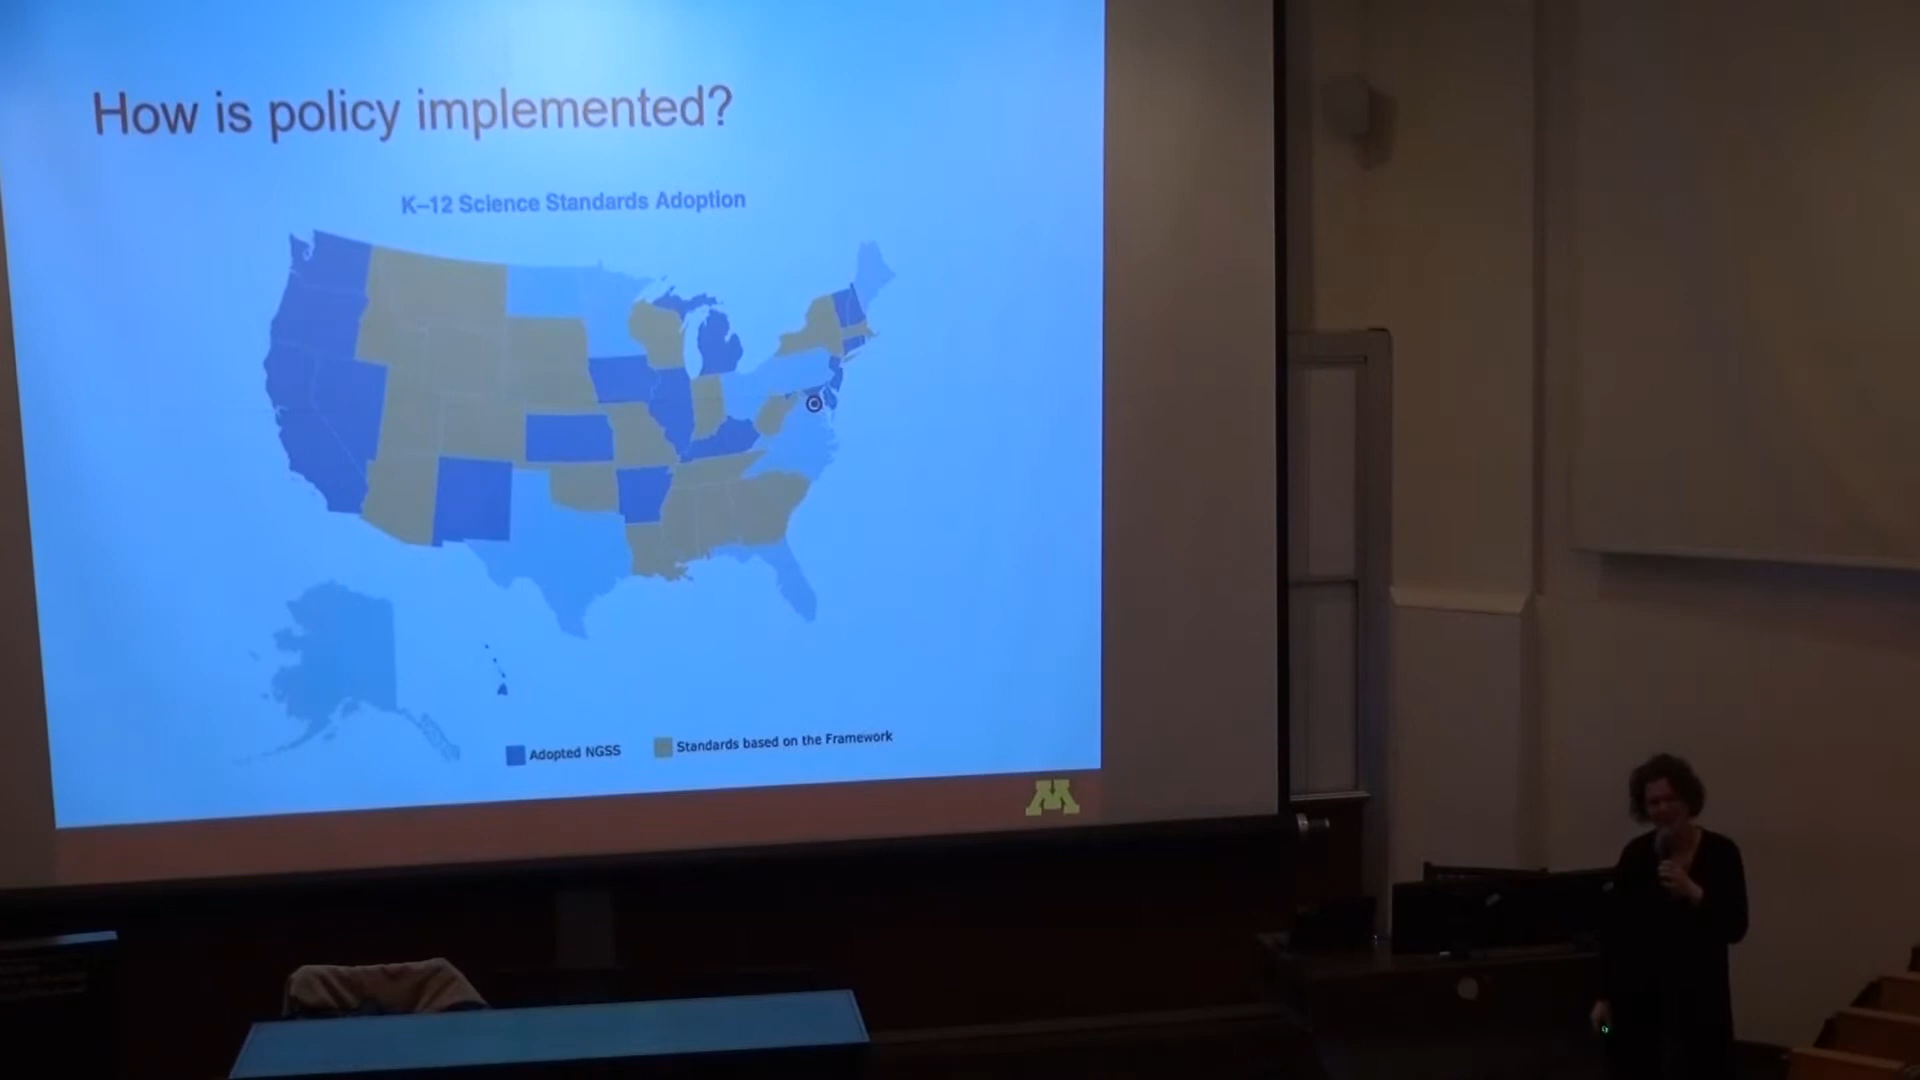 How is policy implemented?
K–12 Science Standards Adoption
Adopted NGSS
Standards based on the Framework
M